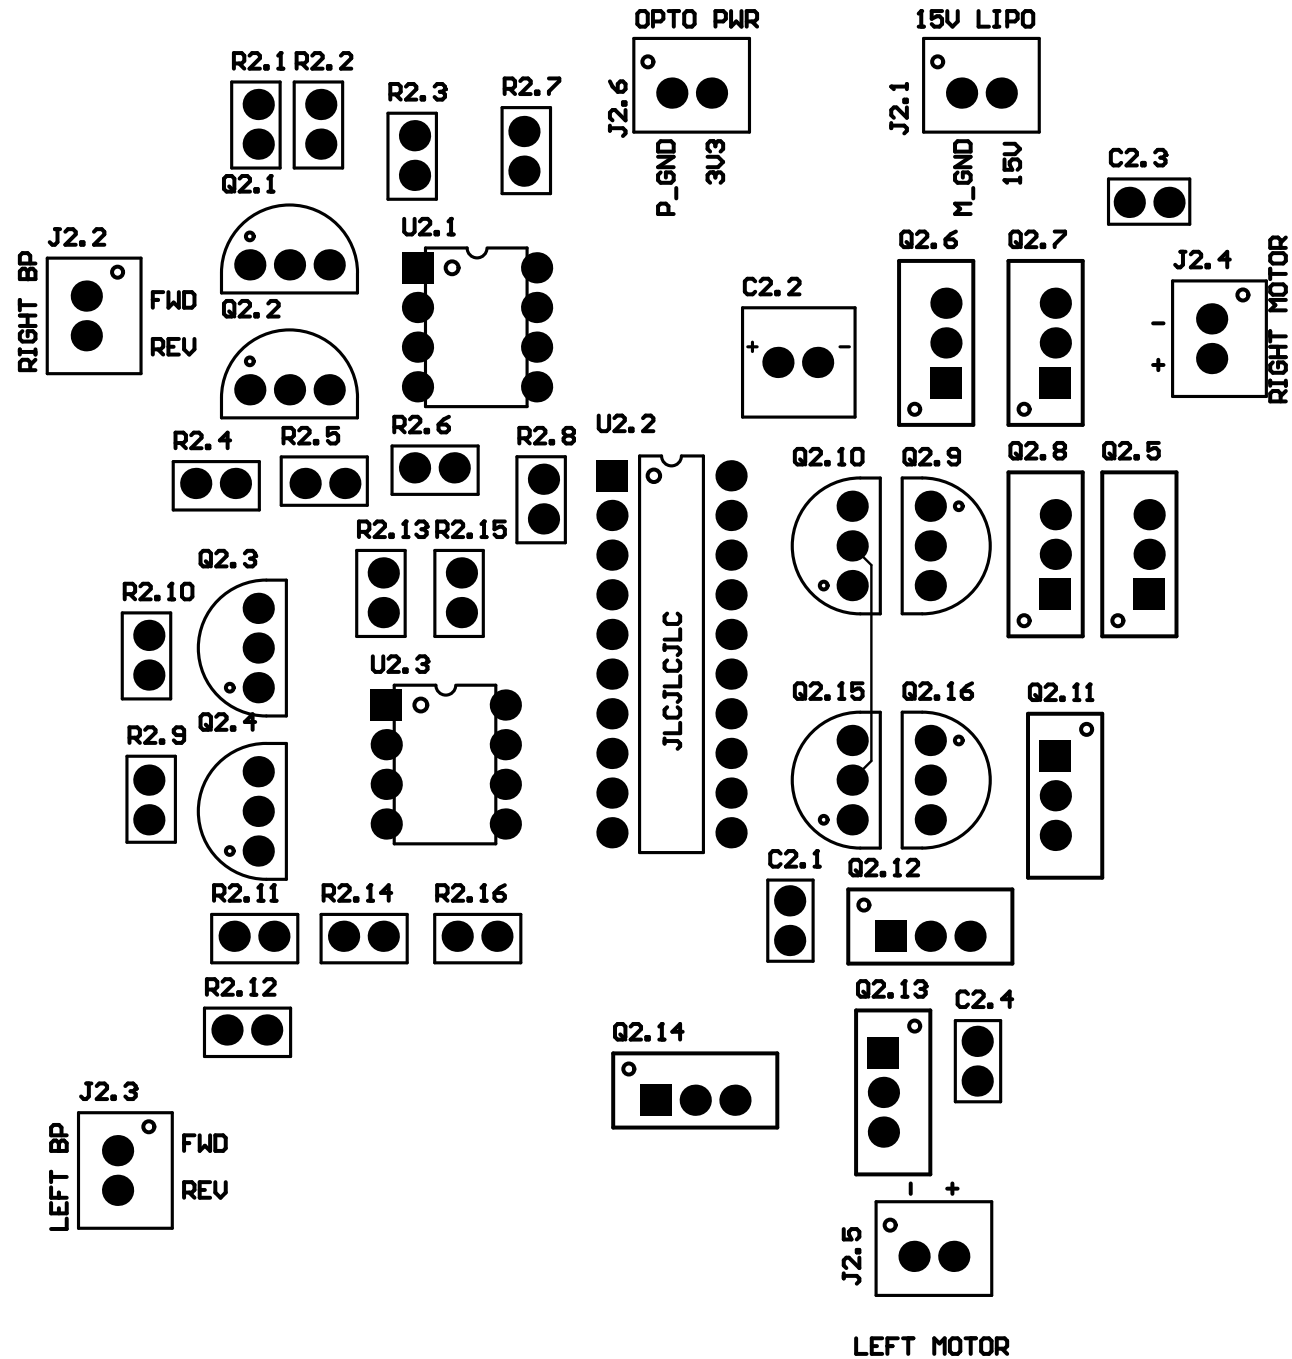 OPTO PWR
15V LIPO
R2.1
R2.2
R2.3
R2.7
J2.6
J2.1
P_GND
3V3
M_GND
15V
C2.3
Q2.1
J2.2
U2.1
Q2.6
Q2.7
J2.4
RIGHT BP
FWD
REV
Q2.2
C2.2
+
-
-
+
RIGHT MOTOR
R2.4
R2.5
R2.6
R2.8
U2.2
Q2.10
Q2.9
Q2.8
Q2.5
R2.13
R2.15
Q2.3
R2.10
JLCJLCJLCJLC
U2.3
Q2.4
R2.9
Q2.15
Q2.16
Q2.11
C2.1
Q2.12
R2.11
R2.14
R2.16
R2.12
Q2.13
C2.4
Q2.14
J2.3
LEFT BP
FWD
REV
- +
J2.5
LEFT MOTOR